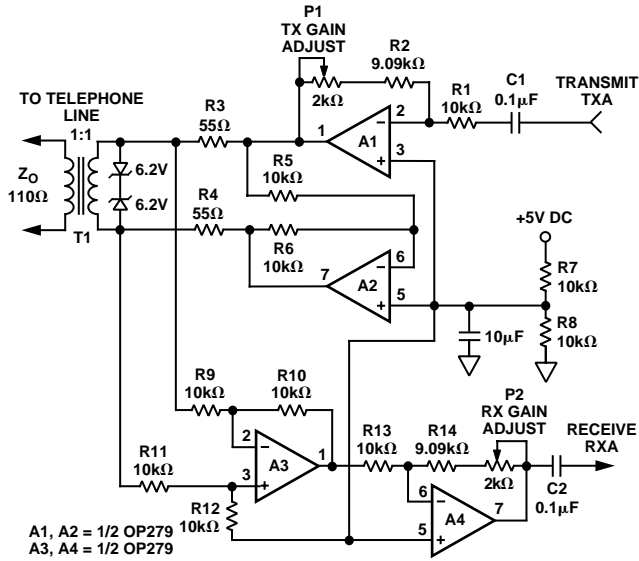 P1
TX GAIN
ADJUST
2kΩ
R2
9.09kΩ
R1
10kΩ
C1
0.1µF
TRANSMIT
TXA
TO TELEPHONE
LINE
1:1
ZO
110Ω
T1
6.2V
6.2V
R3
55Ω
1
A1
2
3
R5
10kΩ
R4
55Ω
R6
10kΩ
7
A2
6
5
+5V DC
R7
10kΩ
R8
10kΩ
10µF
R9
10kΩ
R10
10kΩ
R11
10kΩ
2
3
A3
1
R12
10kΩ
R13
10kΩ
R14
9.09kΩ
P2
RX GAIN
ADJUST
2kΩ
6
5
A4
7
RECEIVE
RXA
C2
0.1µF
A1, A2 = 1/2 OP279
A3, A4 = 1/2 OP279